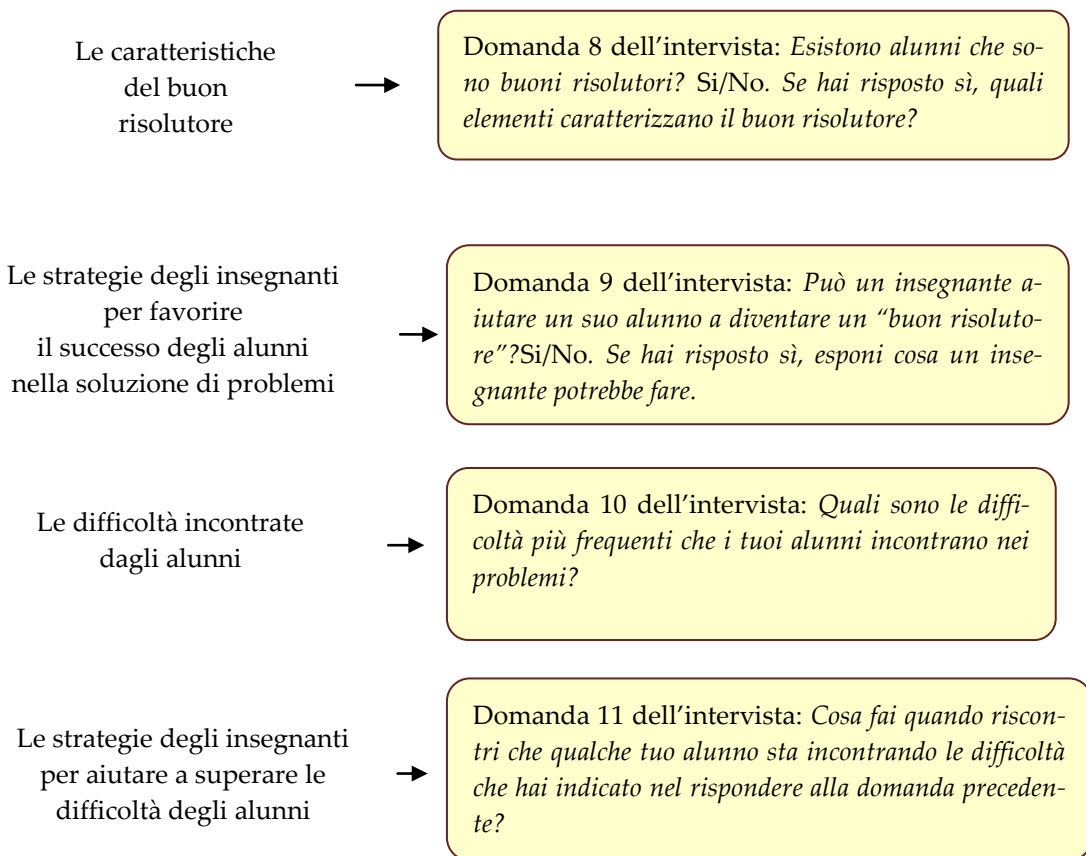 Le caratteristiche
del buon
risolutore
Domanda 8 dell'intervista: Esistono alunni che so-
no buoni risolutori? Si/No. Se hai risposto sì, quali
elementi caratterizzano il buon risolutore?
Le strategie degli insegnanti
per favorire
il successo degli alunni
nella soluzione di problemi
Domanda 9 dell'intervista: Può un insegnante a-
iutare un suo alunno a diventare un “buon risoluto-
re”?Si/No. Se hai risposto sì, esponi cosa un inse-
gnante potrebbe fare.
Le difficoltà incontrate
dagli alunni
Domanda 10 dell'intervista: Quali sono le diffi-
coltà più frequenti che i tuoi alunni incontrano nei
problemi?
Le strategie degli insegnanti
per aiutare a superare le
difficoltà degli alunni
Domanda 11 dell'intervista: Cosa fai quando riscon-
tri che qualche tuo alunno sta incontrando le difficoltà
che hai indicato nel rispondere alla domanda preceden-
te?